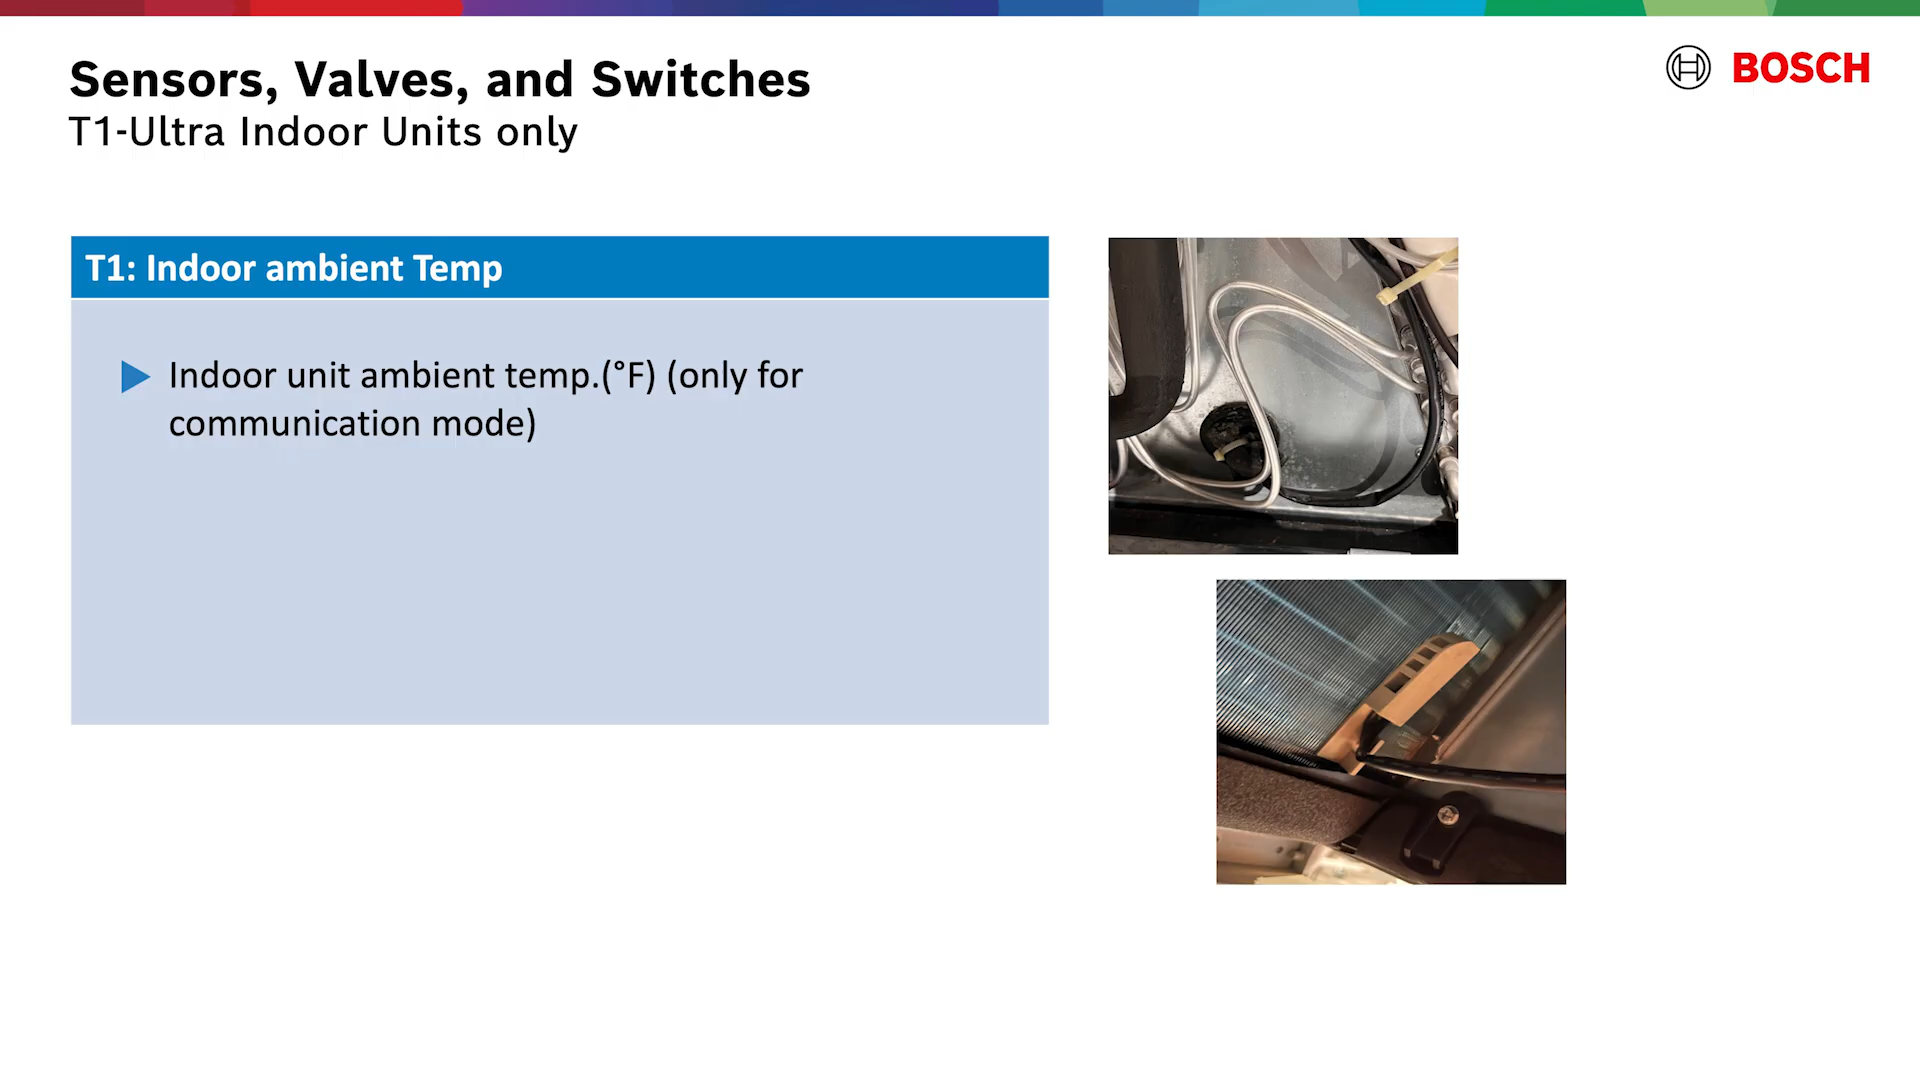 Sensors, Valves, and Switches
T1-Ultra Indoor Units only
BOSCH
T1: Indoor ambient Temp
Indoor unit ambient temp.(°F) (only for
communication mode)